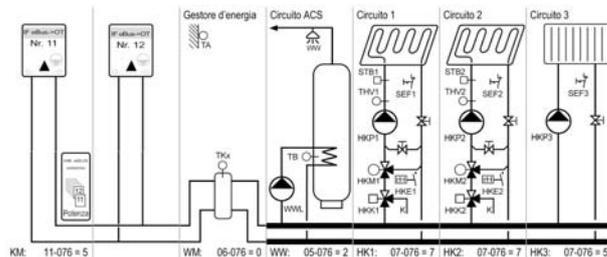 Gestore d'energia
Circuito ACS
Circuito 1
Circuito 2
Circuito 3
IF eBus->OT
Nr. 11
IF eBus->OT
Nr. 12
TA
WW
STB1
SEF1
THV1
HKP1
STB2
SEF2
THV2
HKP2
SEF3
HKP3
TKx
TB
WWL
HKM1
HKE1
HKK1
K
HKM2
HKE2
HKK2
K
12
11
Potenza
KM: 11-076 = 5
WM: 06-076 = 0
WW: 05-076 = 2
HK1: 07-076 = 7
HK2: 07-076 = 7
HK3: 07-076 = 5